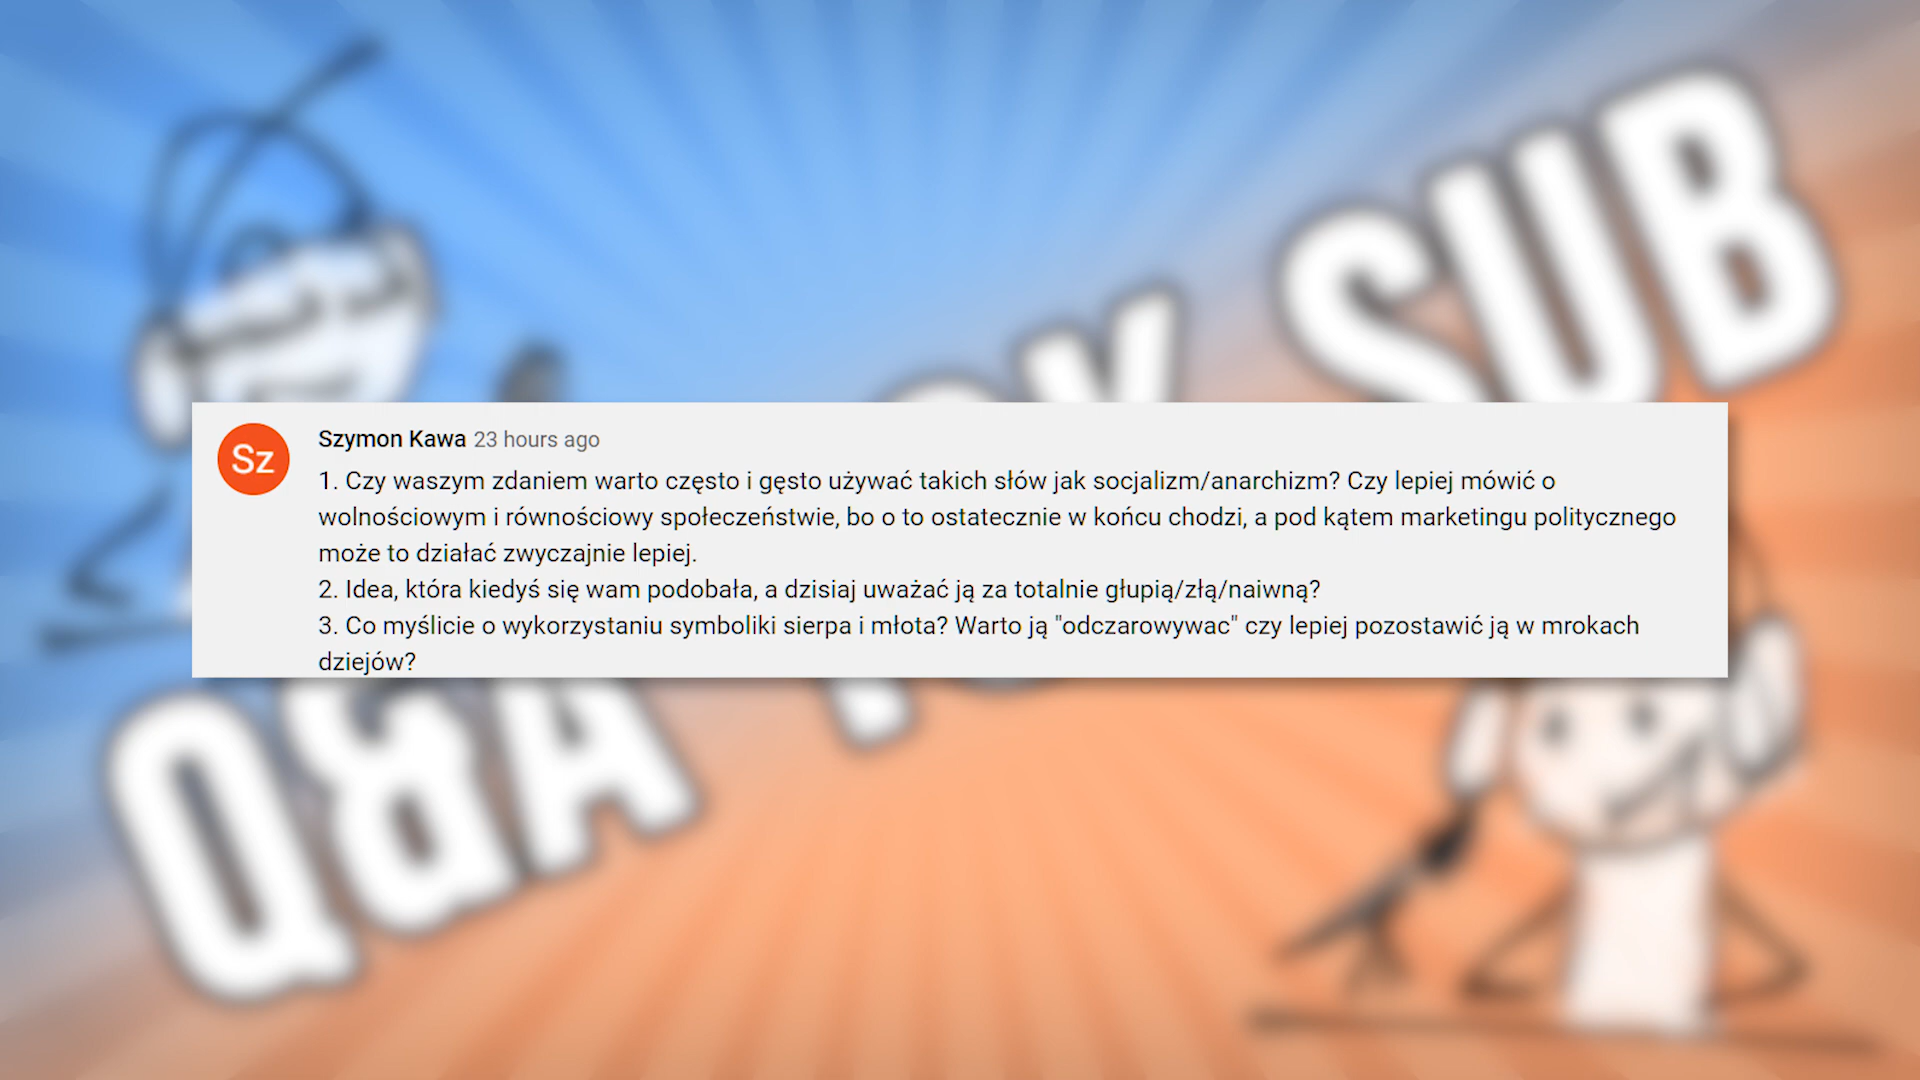 Sz
Szymon Kawa 23 hours ago
1. Czy waszym zdaniem warto często i gęsto używać takich słów jak socjalizm/anarchizm? Czy lepiej mówić o
wolnościowym i równościowy społeczeństwie, bo o to ostatecznie w końcu chodzi, a pod kątem marketingu politycznego
może to działać zwyczajnie lepiej.
2. Idea, która kiedyś się wam podobała, a dzisiaj uważać ją za totalnie głupią/złą/naiwną?
3. Co myślicie o wykorzystaniu symboliki sierpa i młota? Warto ją "odczarowywac" czy lepiej pozostawić ją w mrokach
dziejów?
Q&A SUB